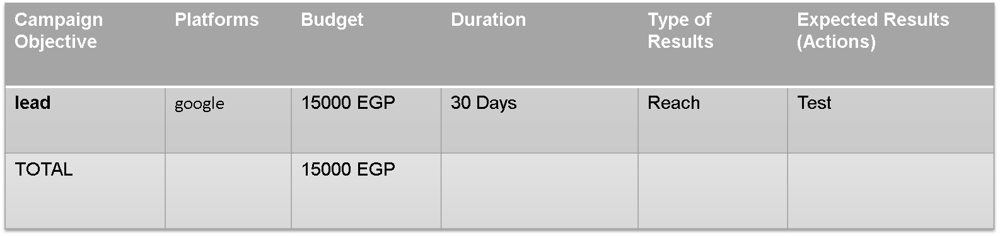 Campaign Objective	Platforms	Budget	Duration	Type of Results	Expected Results (Actions)
lead	google	15000 EGP	30 Days	Reach	Test
TOTAL		15000 EGP